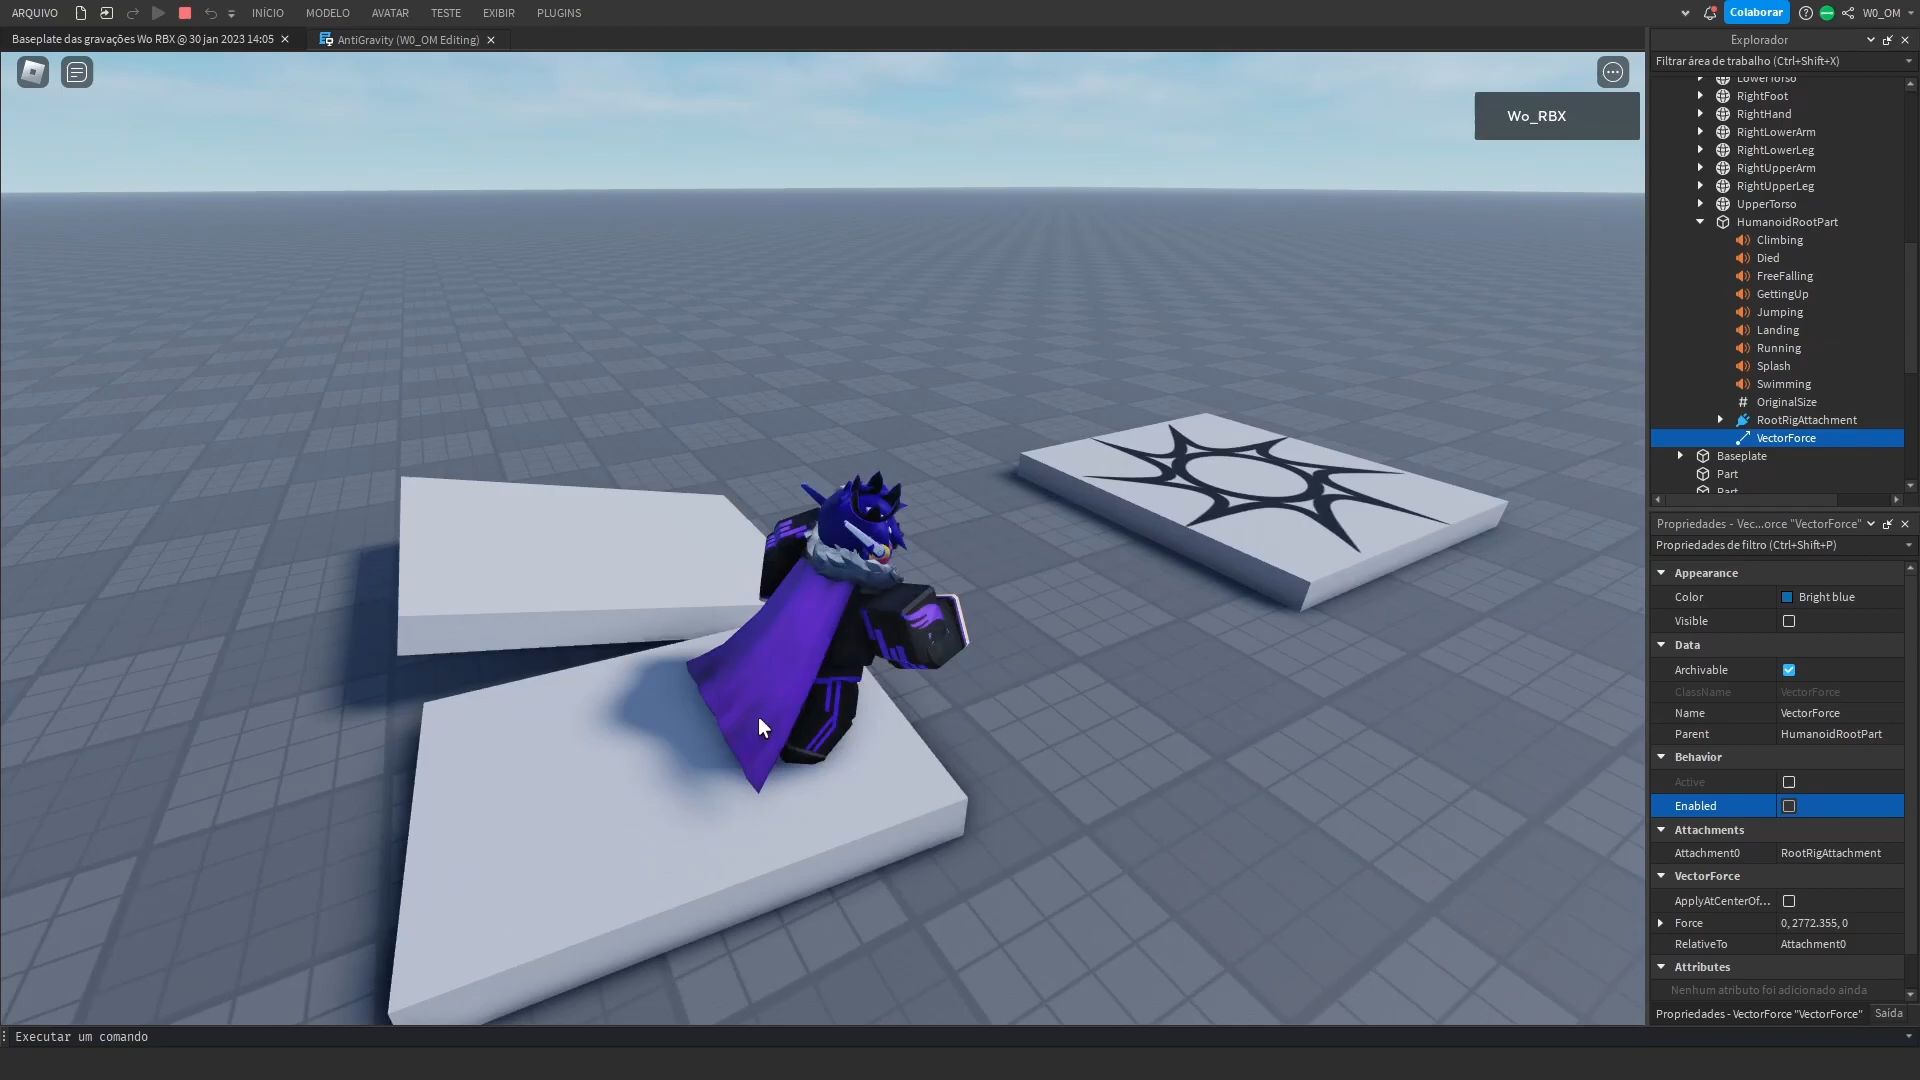 ARQUIVO INÍCIO MODELO AVATAR TESTE EXIBIR PLUGINS Colaborar W0_OM
Baseplate das gravações Wo RBX @ 30 jan 2023 14:05
AntiGravity (W0_OM Editing)
Wo_RBX
Explorador
Filtrar área de trabalho (Ctrl+Shift+X)
LowerTorso
RightFoot
RightHand
RightLowerArm
RightLowerLeg
RightUpperArm
RightUpperLeg
UpperTorso
HumanoidRootPart
Climbing
Died
FreeFalling
GettingUp
Jumping
Landing
Running
Splash
Swimming
OriginalSize
RootRigAttachment
VectorForce
Baseplate
Part
Part
Propriedades - Vec...orce "VectorForce"
Propriedades de filtro (Ctrl+Shift+P)
Appearance
Color Bright blue
Visible
Data
Archivable
ClassName VectorForce
Name VectorForce
Parent HumanoidRootPart
Behavior
Active
Enabled
Attachments
Attachment0 RootRigAttachment
VectorForce
ApplyAtCenterOf...
Force 0, 2772.355, 0
RelativeTo Attachment0
Attributes
Nenhum atributo foi adicionado ainda
Propriedades - VectorForce "VectorForce" Saída
Executar um comando